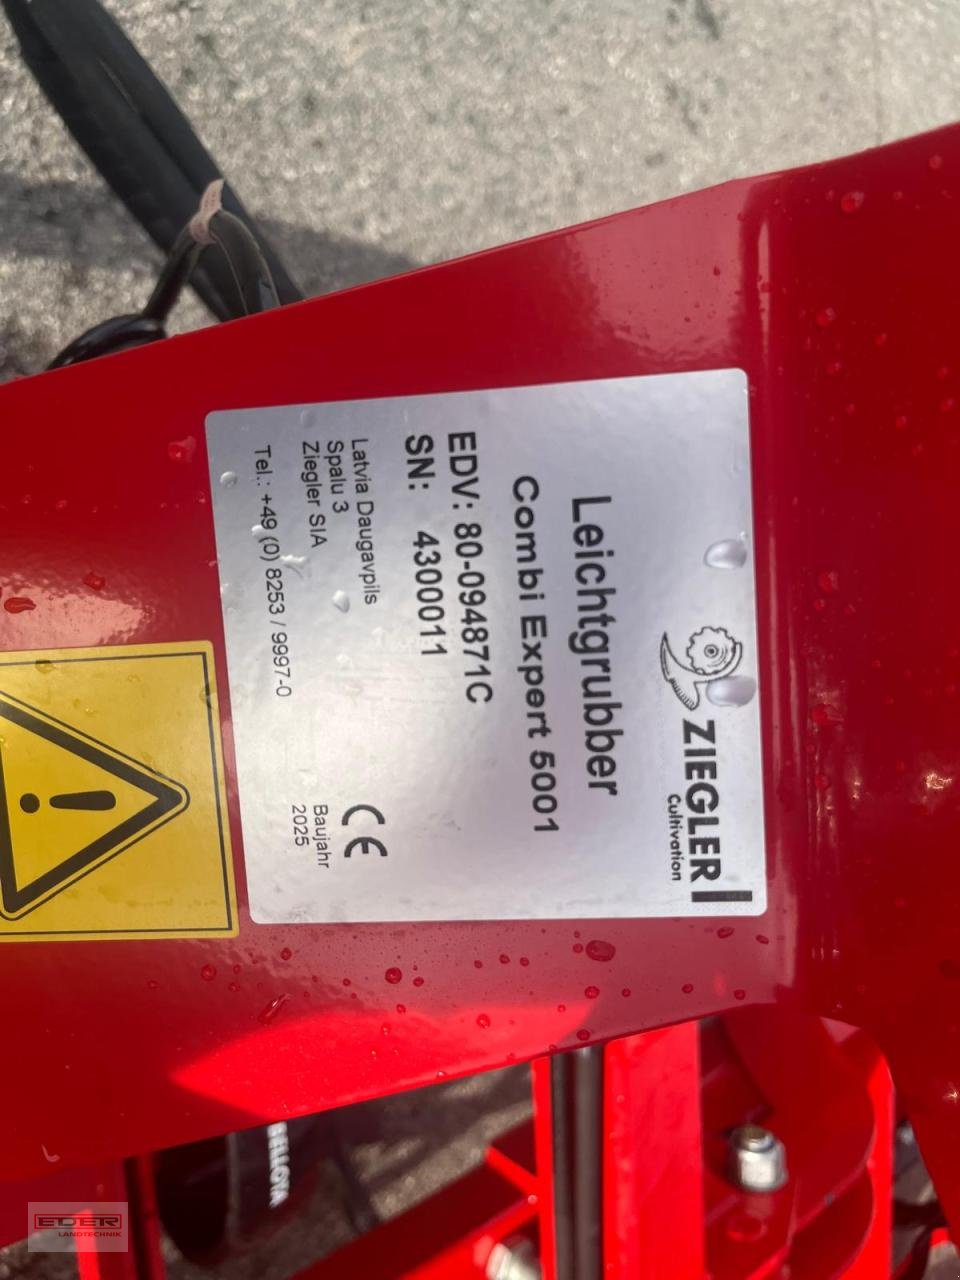 ZIEGLER
Cultivation
Leichtgrubber
Combi Expert 5001
EDV: 80-094871C
SN: 4300011
Latvia Daugavpils
Spalu 3
Ziegler SIA
Tel.: +49 (0) 8253 / 9997-0
CE
Baujahr
2025
BELLOTA
EDER
LANDTECHNIK